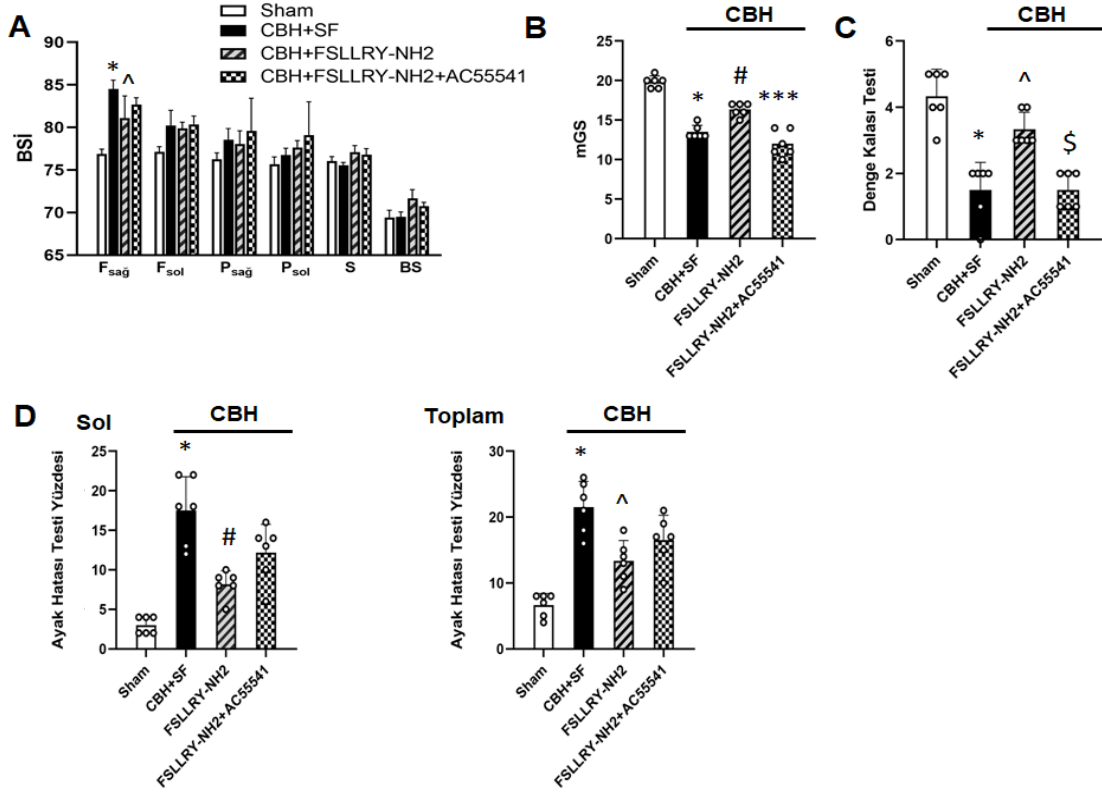 A
Sham
CBH+SF
CBH+FSLLRY-NH2
CBH+FSLLRY-NH2+AC55541
BSİ
90
85
80
75
70
65
* ^
Fsağ Fsol Psağ Psol S BS
B
CBH
mGS
25
20
15
10
5
0
* # ***
Sham
CBH+SF
FSLLRY-NH2
FSLLRY-NH2+AC55541
C
CBH
Denge Kalası Testi
6
4
2
0
* ^ $
Sham
CBH+SF
FSLLRY-NH2
FSLLRY-NH2+AC55541
D
Sol
CBH
Ayak Hatası Testi Yüzdesi
25
20
15
10
5
0
* #
Sham
CBH+SF
FSLLRY-NH2
FSLLRY-NH2+AC55541
Toplam
CBH
Ayak Hatası Testi Yüzdesi
30
20
10
0
* ^
Sham
CBH+SF
FSLLRY-NH2
FSLLRY-NH2+AC55541